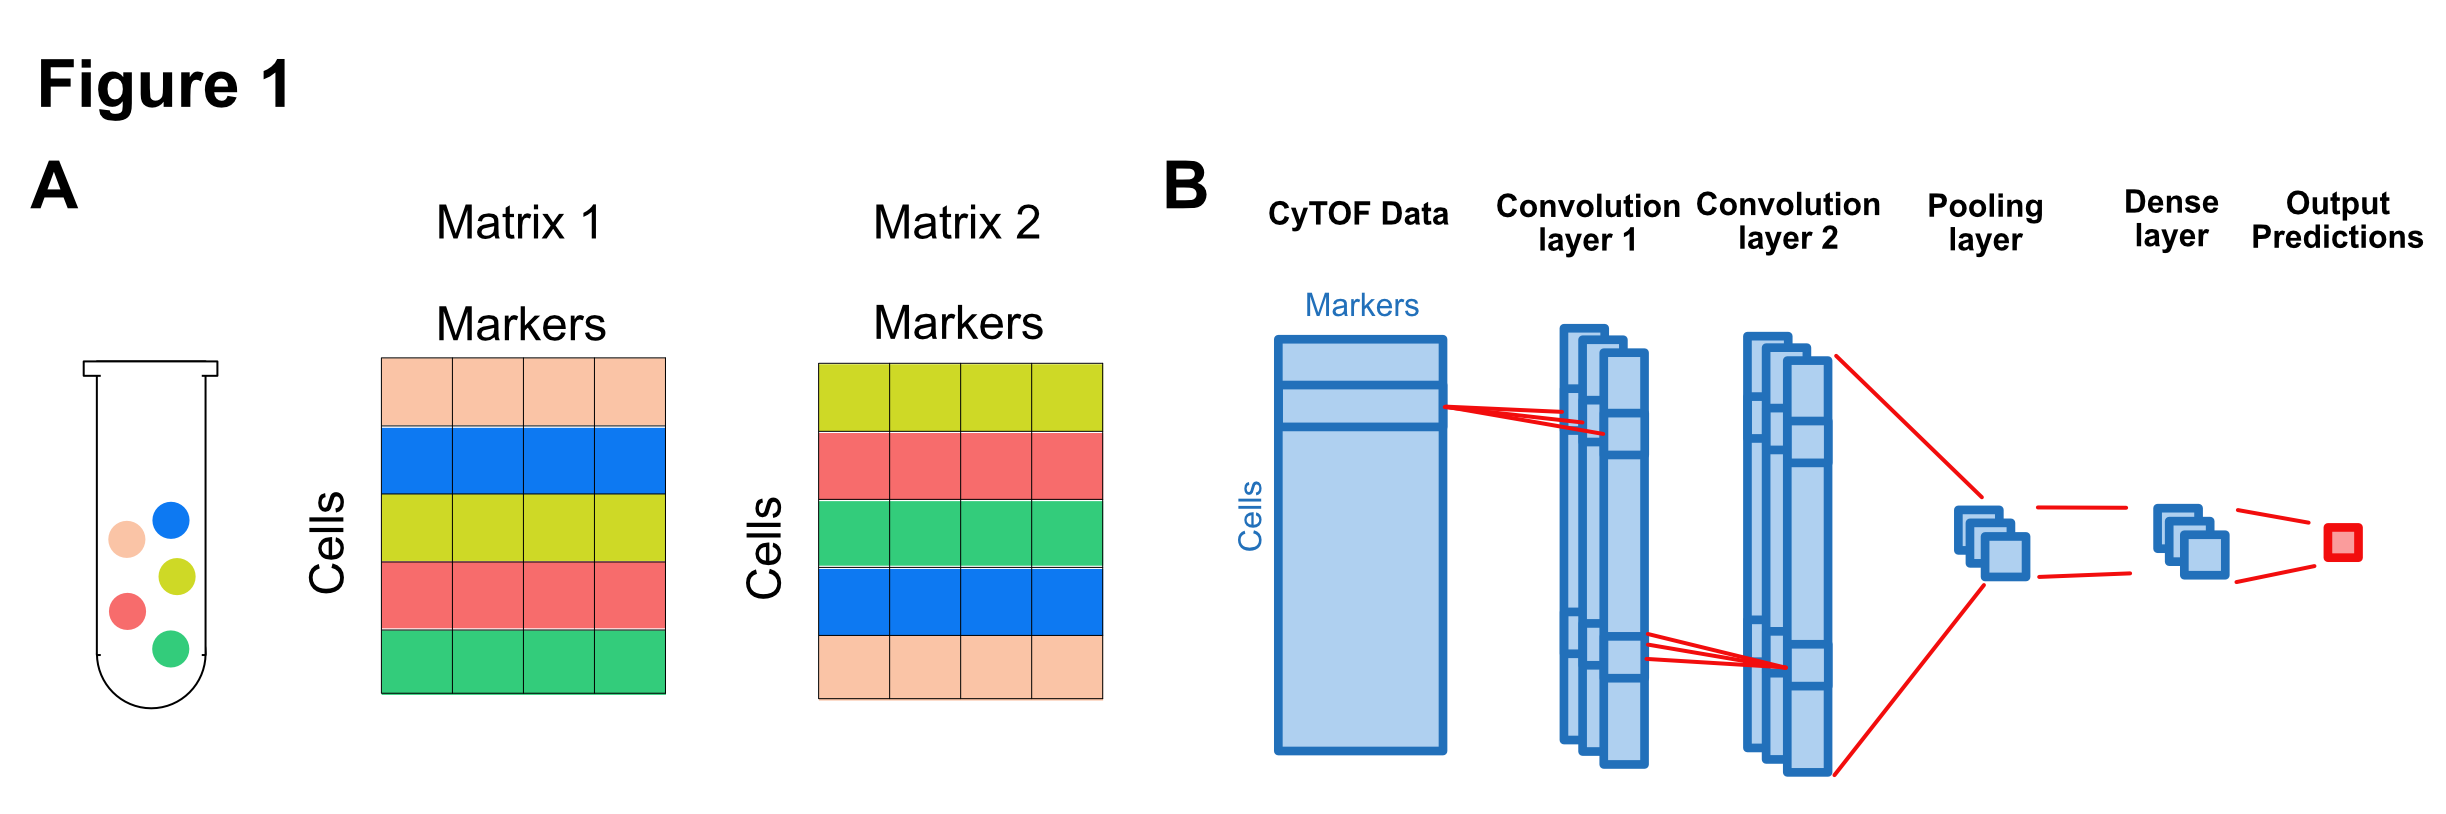 Figure 1
A
Matrix 1
Markers
Cells
Matrix 2
Markers
Cells
B
CyTOF Data
Convolution
layer 1
Convolution
layer 2
Pooling
layer
Dense
layer
Output
Predictions
Markers
Cells